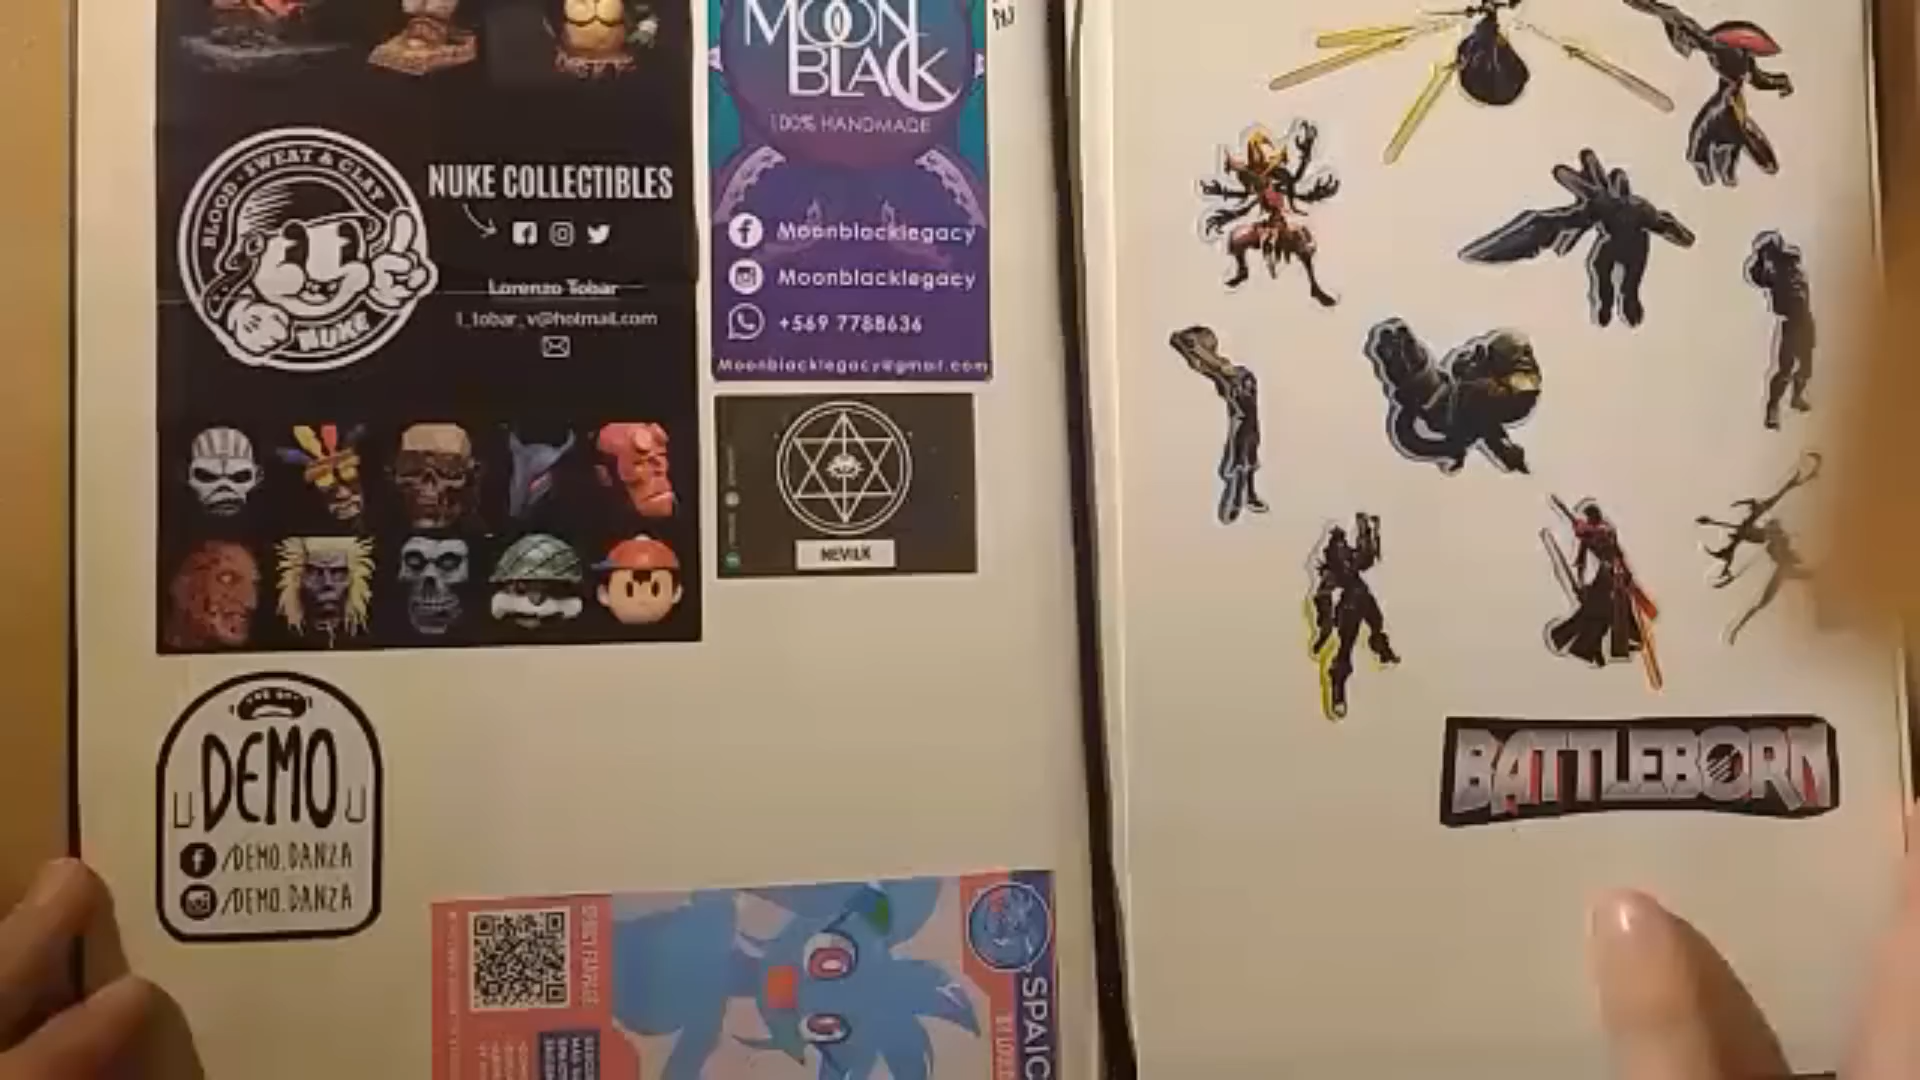 BLOOD · SWEAT & CLAY
NUKE
NUKE COLLECTIBLES
Lorenzo Tobar
l_tobar_v@hotmail.com
MOON
BLACK
100% HANDMADE
Moonblacklegacy
Moonblacklegacy
+569 7788636
Moonblacklegacy@gmail.com
NEVILK
DEMO
/DEMO.DANZA
/DEMO.DANZA
BATTLEBORN